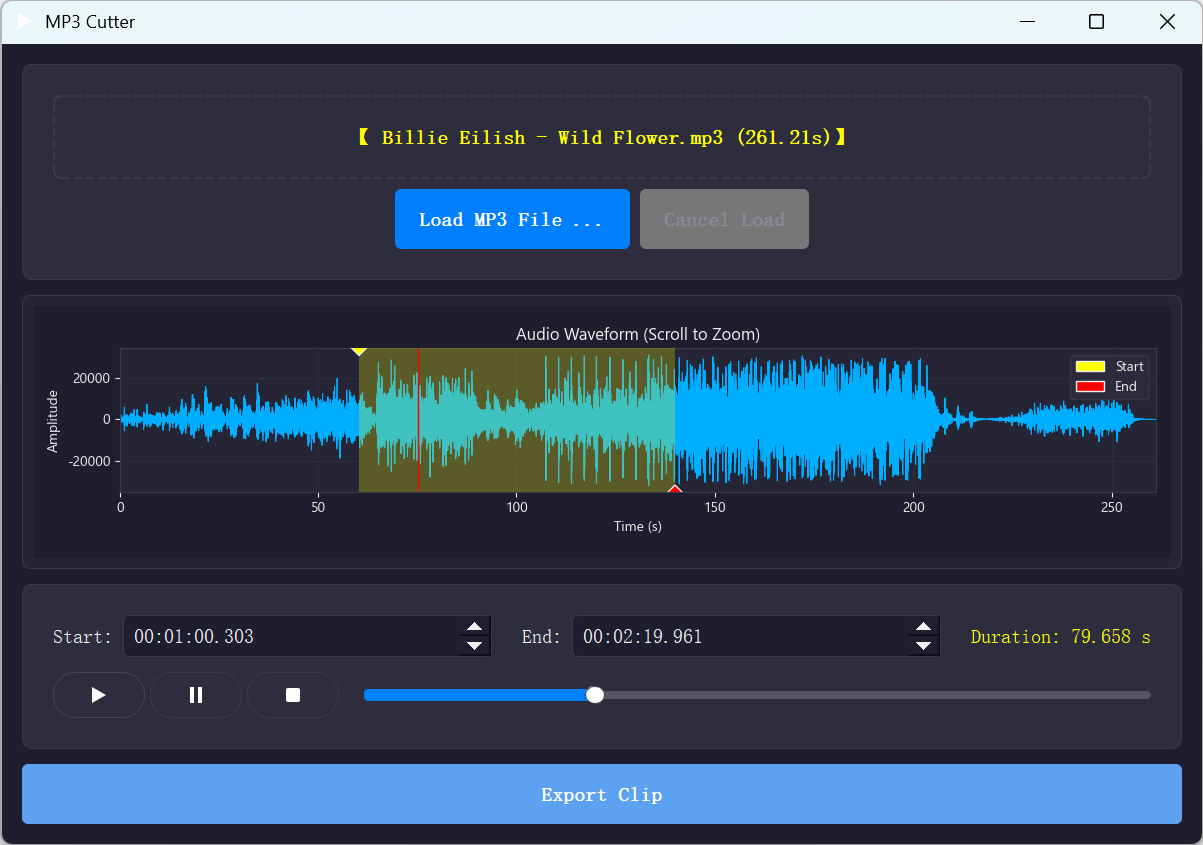 MP3 Cutter
【 Billie Eilish - Wild Flower.mp3 (261.21s)】
Load MP3 File ...
Cancel Load
Audio Waveform (Scroll to Zoom)
Amplitude
20000
0
-20000
Start
End
0
50
100
150
200
250
Time (s)
Start:
00:01:00.303
End:
00:02:19.961
Duration: 79.658 s
Export Clip